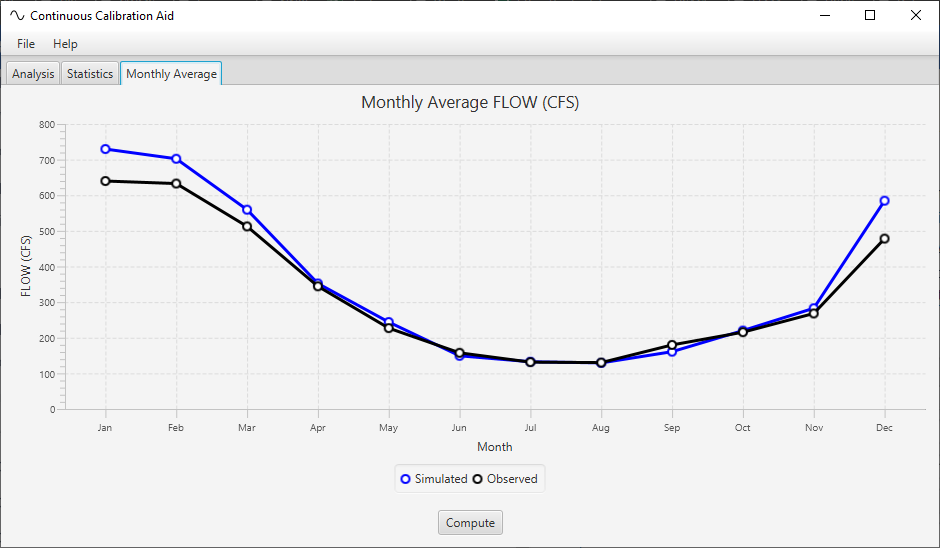 Continuous Calibration Aid
File Help
Analysis Statistics Monthly Average
Monthly Average FLOW (CFS)
800
700
600
500
400
300
200
100
0
FLOW (CFS)
Jan Feb Mar Apr May Jun Jul Aug Sep Oct Nov Dec
Month
Simulated Observed
Compute